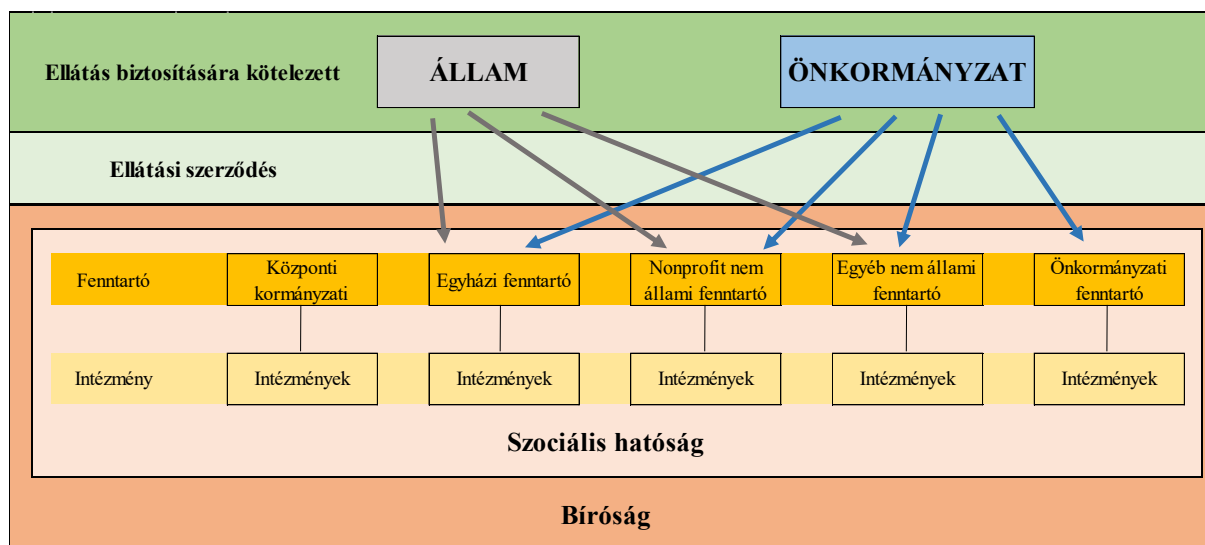 Ellátás biztosítására kötelezett
ÁLLAM
ÖNKORMÁNYZAT
Ellátási szerződés
Fenntartó
Központi
kormányzati
Egyházi fenntartó
Nonprofit nem
állami fenntartó
Egyéb nem állami
fenntartó
Önkormányzati
fenntartó
Intézmény
Intézmények
Intézmények
Intézmények
Intézmények
Intézmények
Szociális hatóság
Bíróság